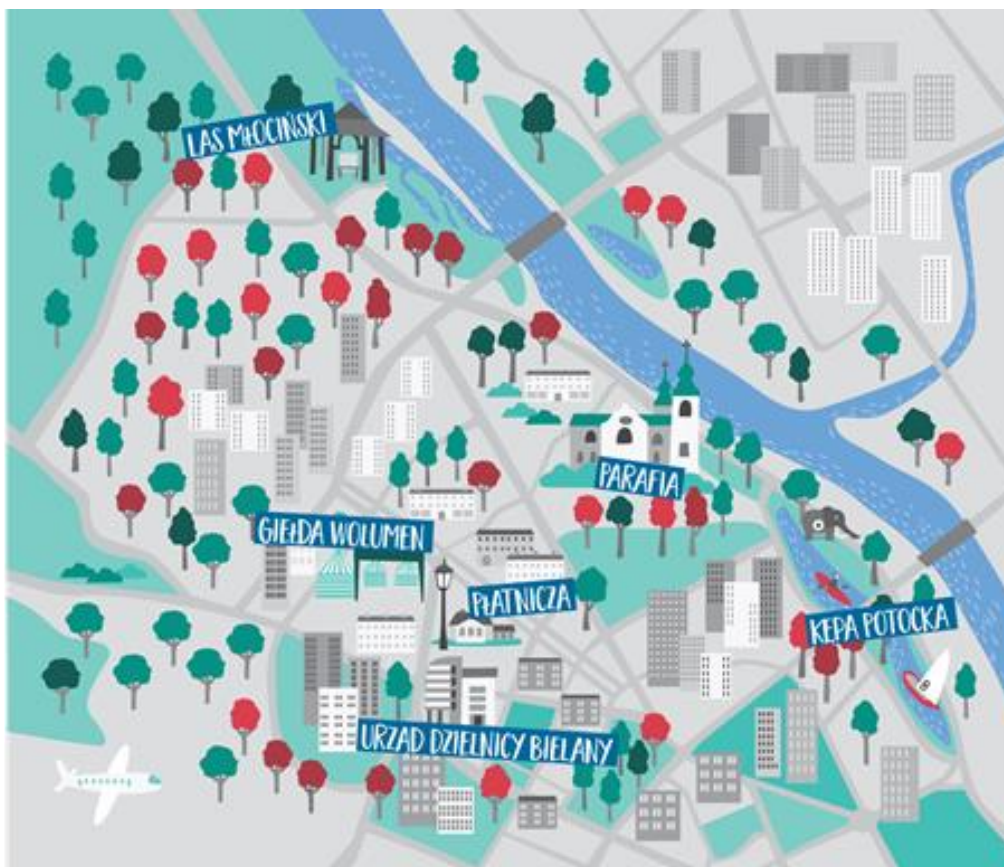 LAS MŁOCIŃSKI
PARAFIA
GIEŁDA WOLUMEN
PŁATNICZA
KĘPA POTOCKA
URZĄD DZIELNICY BIELANY